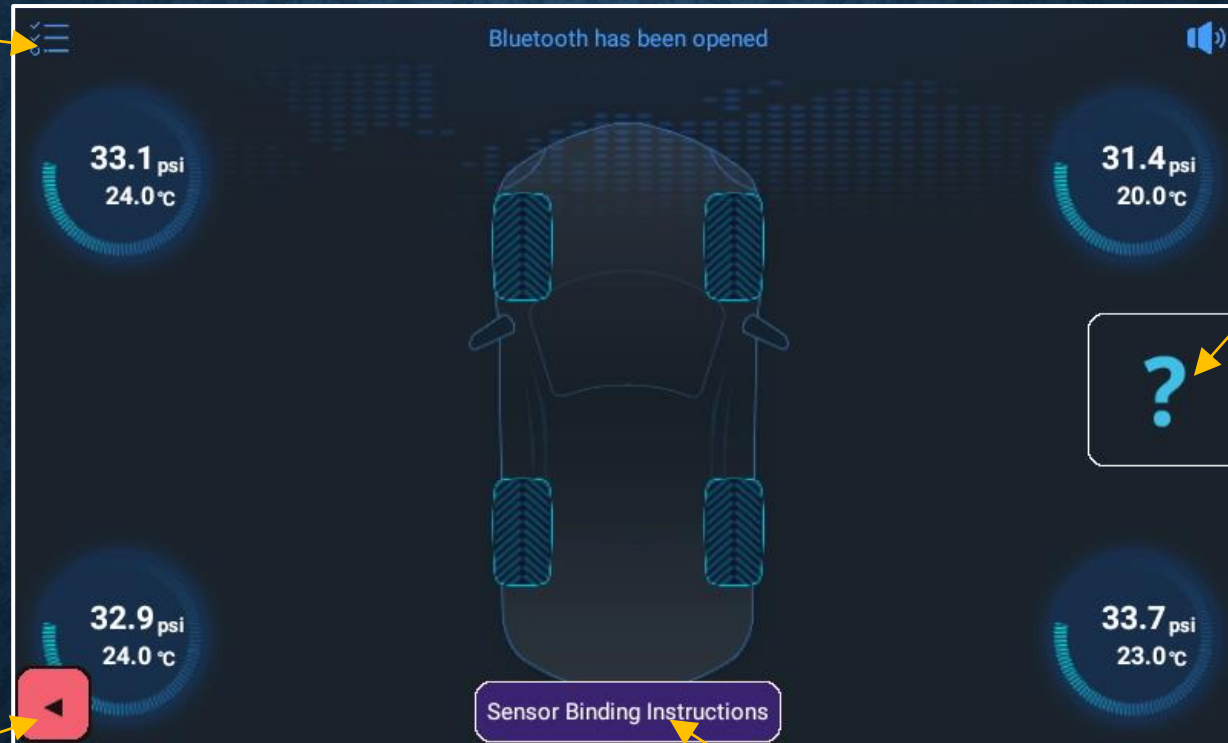 Bluetooth has been opened
33.1 psi
24.0 ℃
31.4 psi
20.0 ℃
?
32.9 psi
24.0 ℃
33.7 psi
23.0 ℃
Sensor Binding Instructions